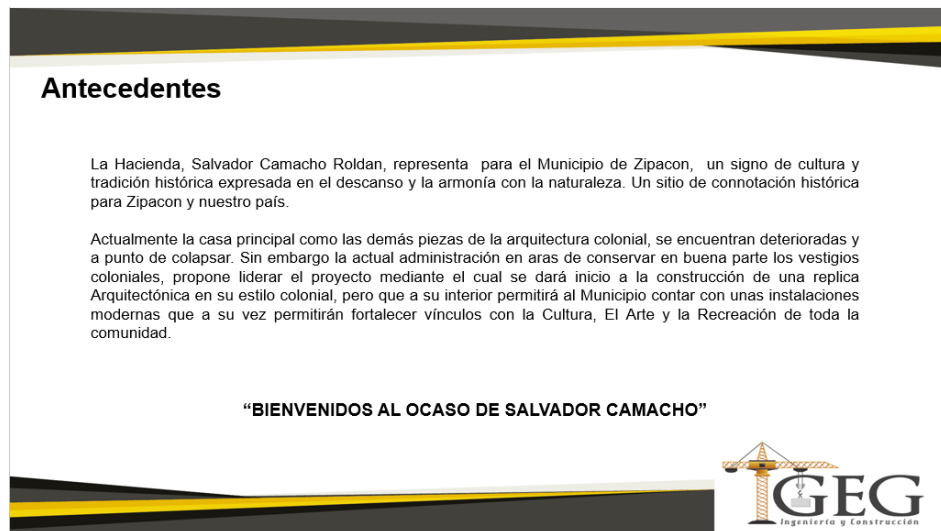 Antecedentes
La Hacienda, Salvador Camacho Roldan, representa para el Municipio de Zipacon, un signo de cultura y
tradición histórica expresada en el descanso y la armonía con la naturaleza. Un sitio de connotación histórica
para Zipacon y nuestro país.
Actualmente la casa principal como las demás piezas de la arquitectura colonial, se encuentran deterioradas y
a punto de colapsar. Sin embargo la actual administración en aras de conservar en buena parte los vestigios
coloniales, propone liderar el proyecto mediante el cual se dará inicio a la construcción de una replica
Arquitectónica en su estilo colonial, pero que a su interior permitirá al Municipio contar con unas instalaciones
modernas que a su vez permitirán fortalecer vínculos con la Cultura, El Arte y la Recreación de toda la
comunidad.
“BIENVENIDOS AL OCASO DE SALVADOR CAMACHO”
GEG
Ingeniería y Construcción